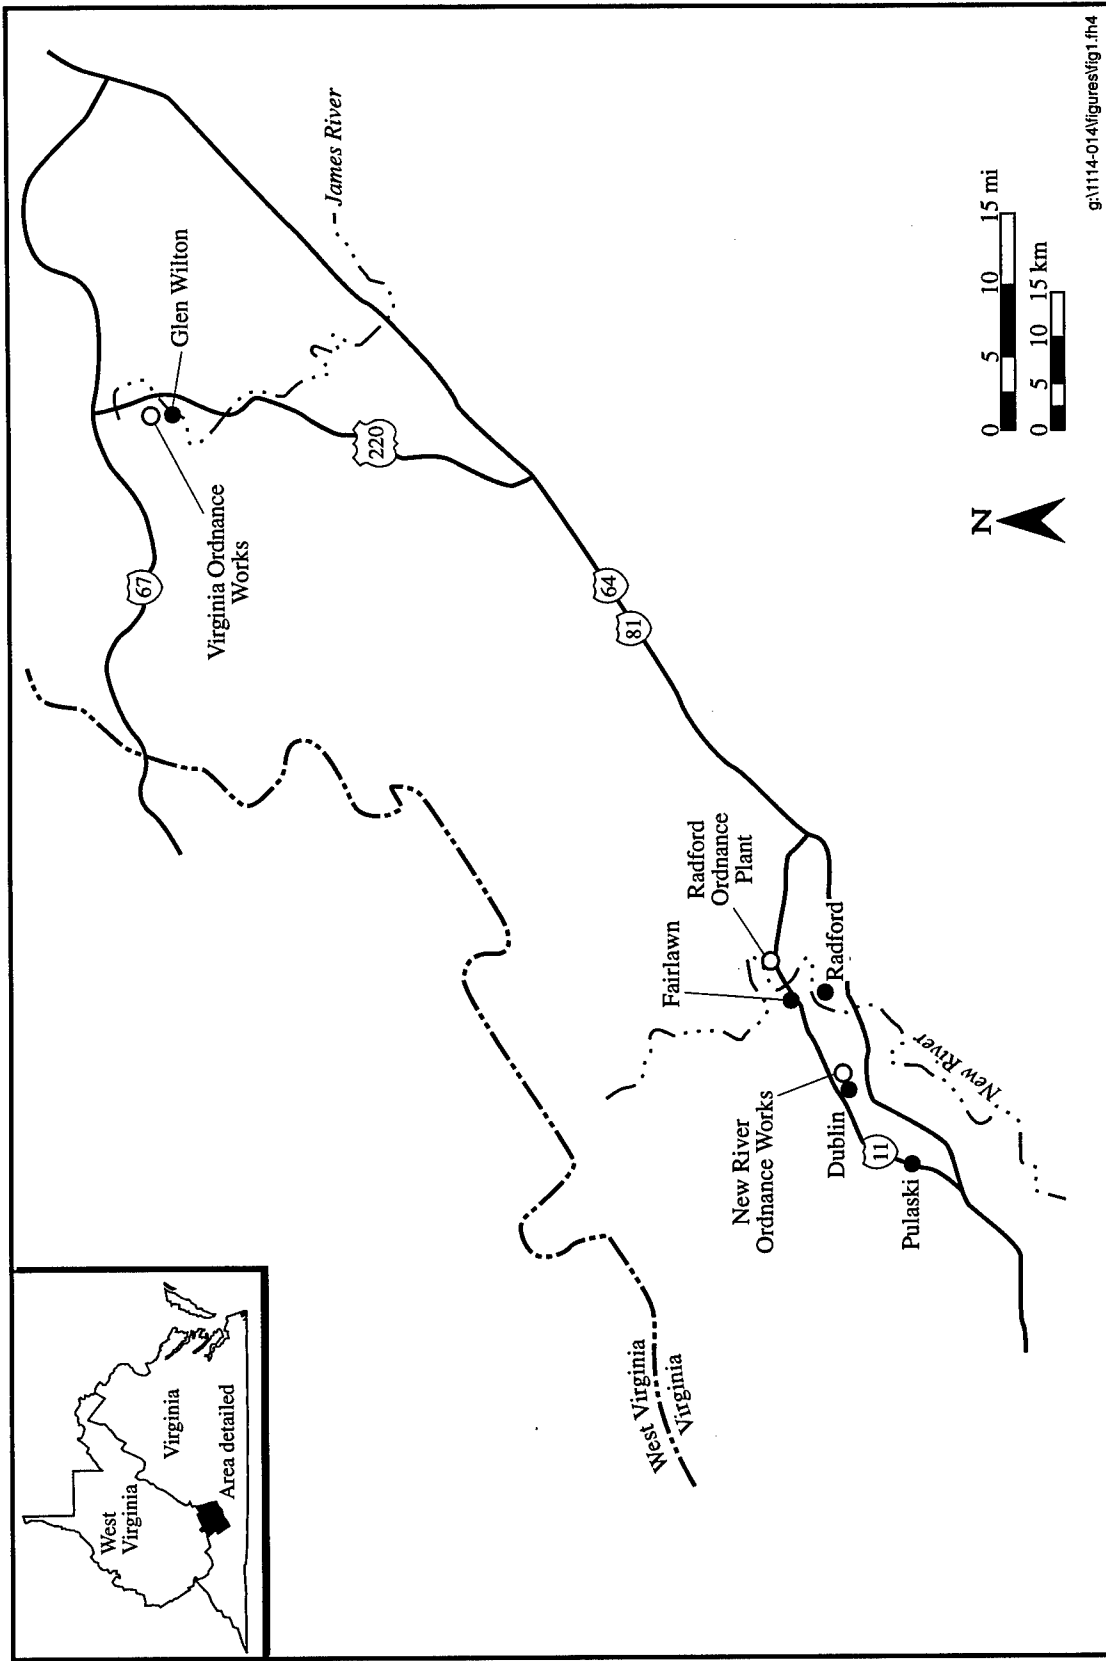 West
Virginia
Virginia
Area detailed
West Virginia
Virginia
67
Virginia Ordnance
Works
Glen Wilton
James River
220
64
81
Radford
Ordnance
Plant
Fairlawn
Radford
New River
Ordnance Works
Dublin
11
Pulaski
New River
N
0 5 10 15 mi
0 5 10 15 km
g:\1114-014\figures\fig1.fh4